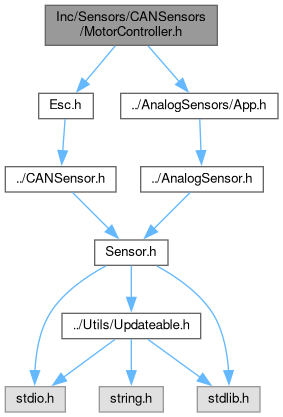 Inc/Sensors/CANSensors
/MotorController.h
Esc.h
../AnalogSensors/App.h
../CANSensor.h
../AnalogSensor.h
Sensor.h
../Utils/Updateable.h
stdio.h
string.h
stdlib.h